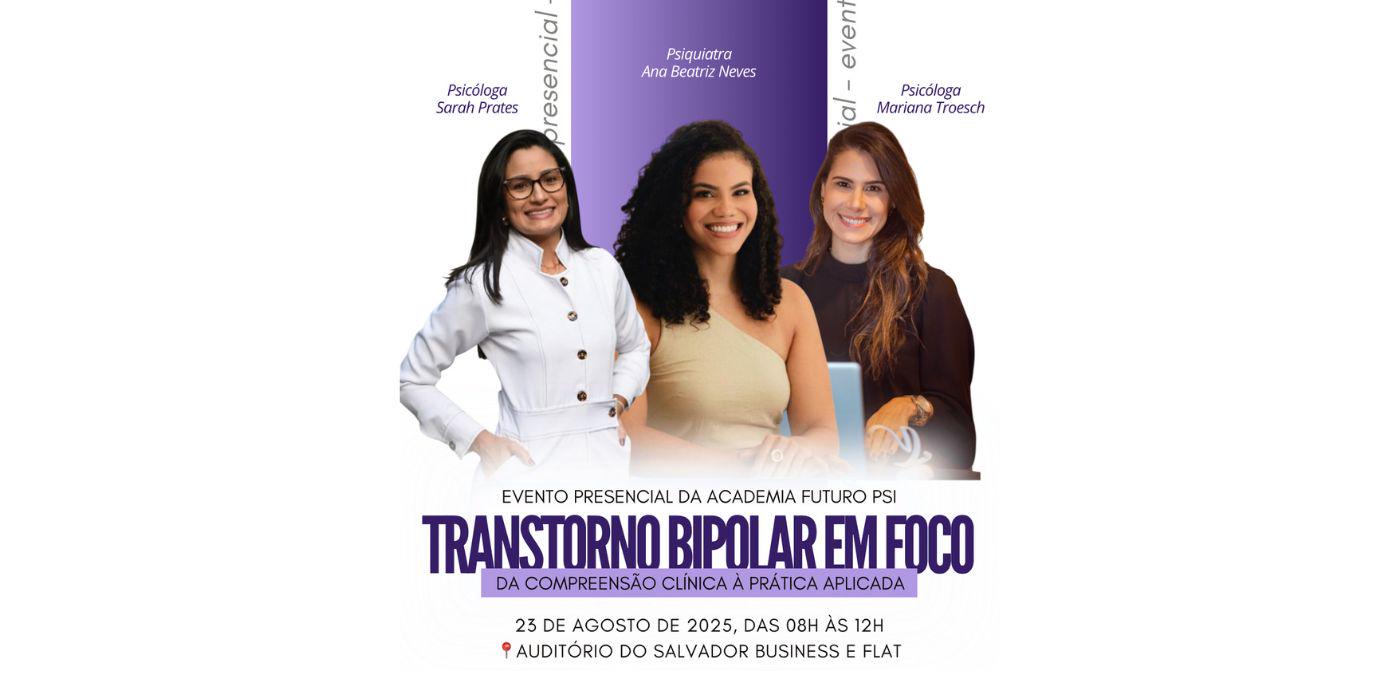 presencial -
ial - event
Psiquiatra
Ana Beatriz Neves
Psicóloga
Sarah Prates
Psicóloga
Mariana Troesch
EVENTO PRESENCIAL DA ACADEMIA FUTURO PSI
TRANSTORNO BIPOLAR EM FOCO
DA COMPREENSÃO CLÍNICA À PRÁTICA APLICADA
23 DE AGOSTO DE 2025, DAS 08H ÀS 12H
AUDITÓRIO DO SALVADOR BUSINESS E FLAT